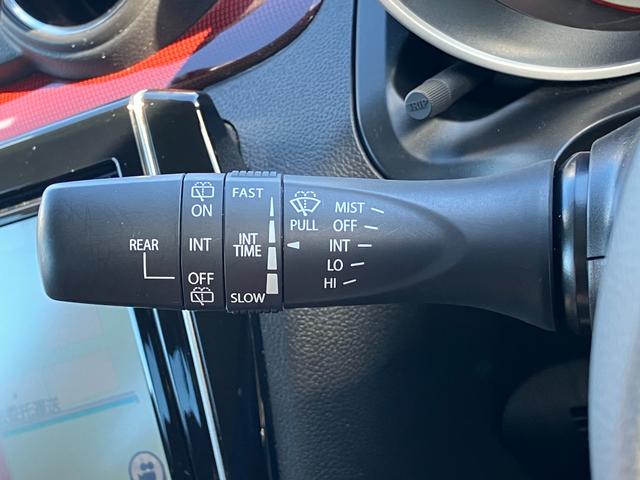 FAST
ON
MIST
PULL
OFF
REAR
INT
INT
TIME
INT
LO
OFF
HI
SLOW
TRIP